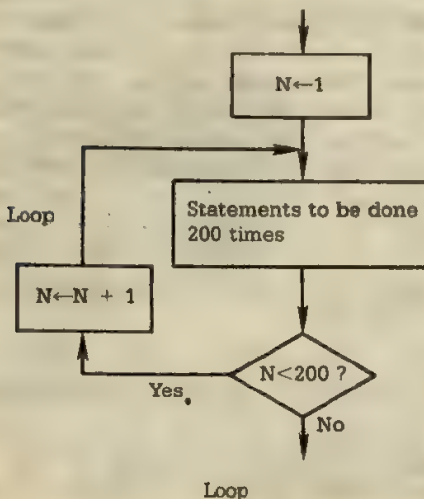 N←1
Loop
Statements to be done
200 times
N←N + 1
N<200 ?
Yes
No
Loop